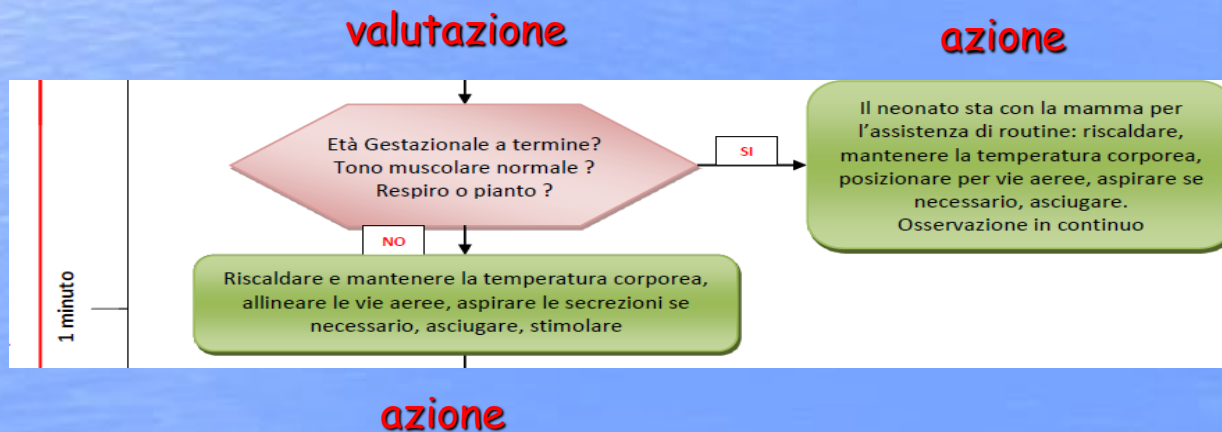 valutazione
azione
Età Gestazionale a termine?
Tono muscolare normale ?
Respiro o pianto ?
SI
Il neonato sta con la mamma per
l'assistenza di routine: riscaldare,
mantenere la temperatura corporea,
posizionare per vie aeree, aspirare se
necessario, asciugare.
Osservazione in continuo
NO
Riscaldare e mantenere la temperatura corporea,
allineare le vie aeree, aspirare le secrezioni se
necessario, asciugare, stimolare
1 minuto
azione